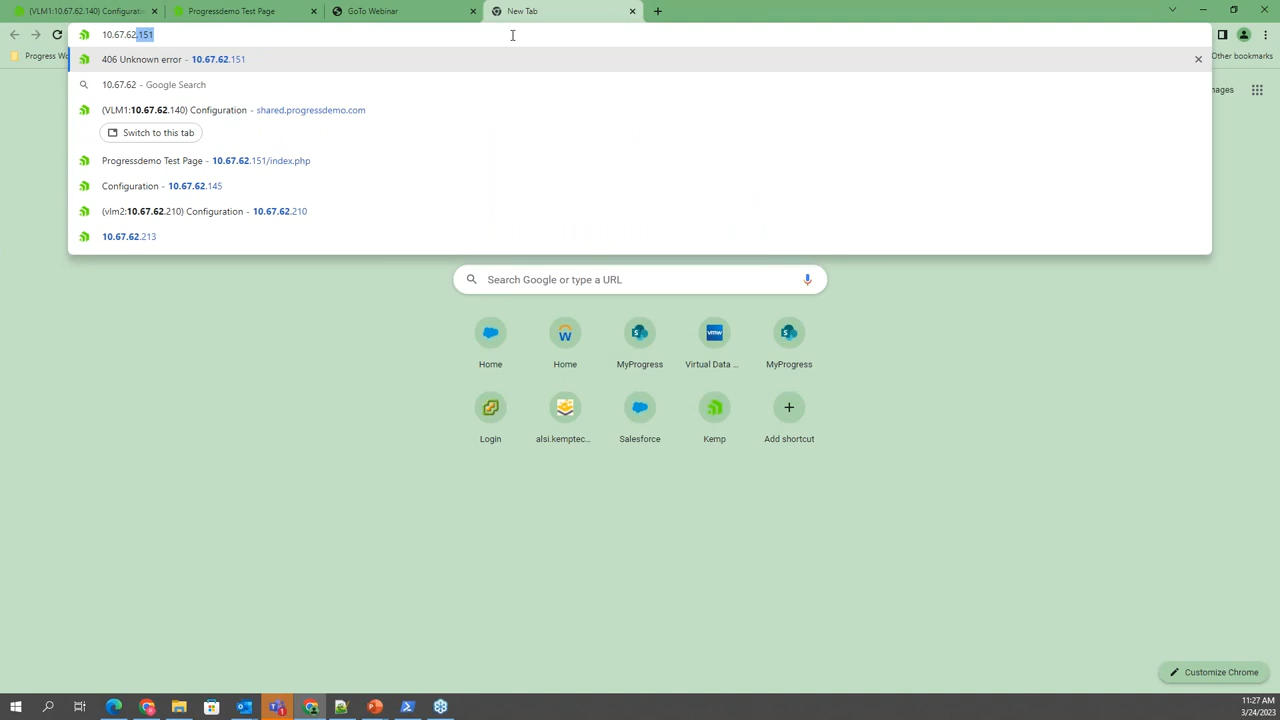 (VLM1:10.67.62.140) Configuratio
Progressdemo Test Page
GoTo Webinar
New Tab
10.67.62.151
Progress Wo
Other bookmarks
406 Unknown error - 10.67.62.151
10.67.62 - Google Search
mages
(VLM1:10.67.62.140) Configuration - shared.progressdemo.com
Switch to this tab
Progressdemo Test Page - 10.67.62.151/index.php
Configuration - 10.67.62.145
(vlm2:10.67.62.210) Configuration - 10.67.62.210
10.67.62.213
Search Google or type a URL
Home
Home
MyProgress
Virtual Data ...
MyProgress
Login
alsi.kemptec...
Salesforce
Kemp
Add shortcut
Customize Chrome
11:27 AM
3/24/2023